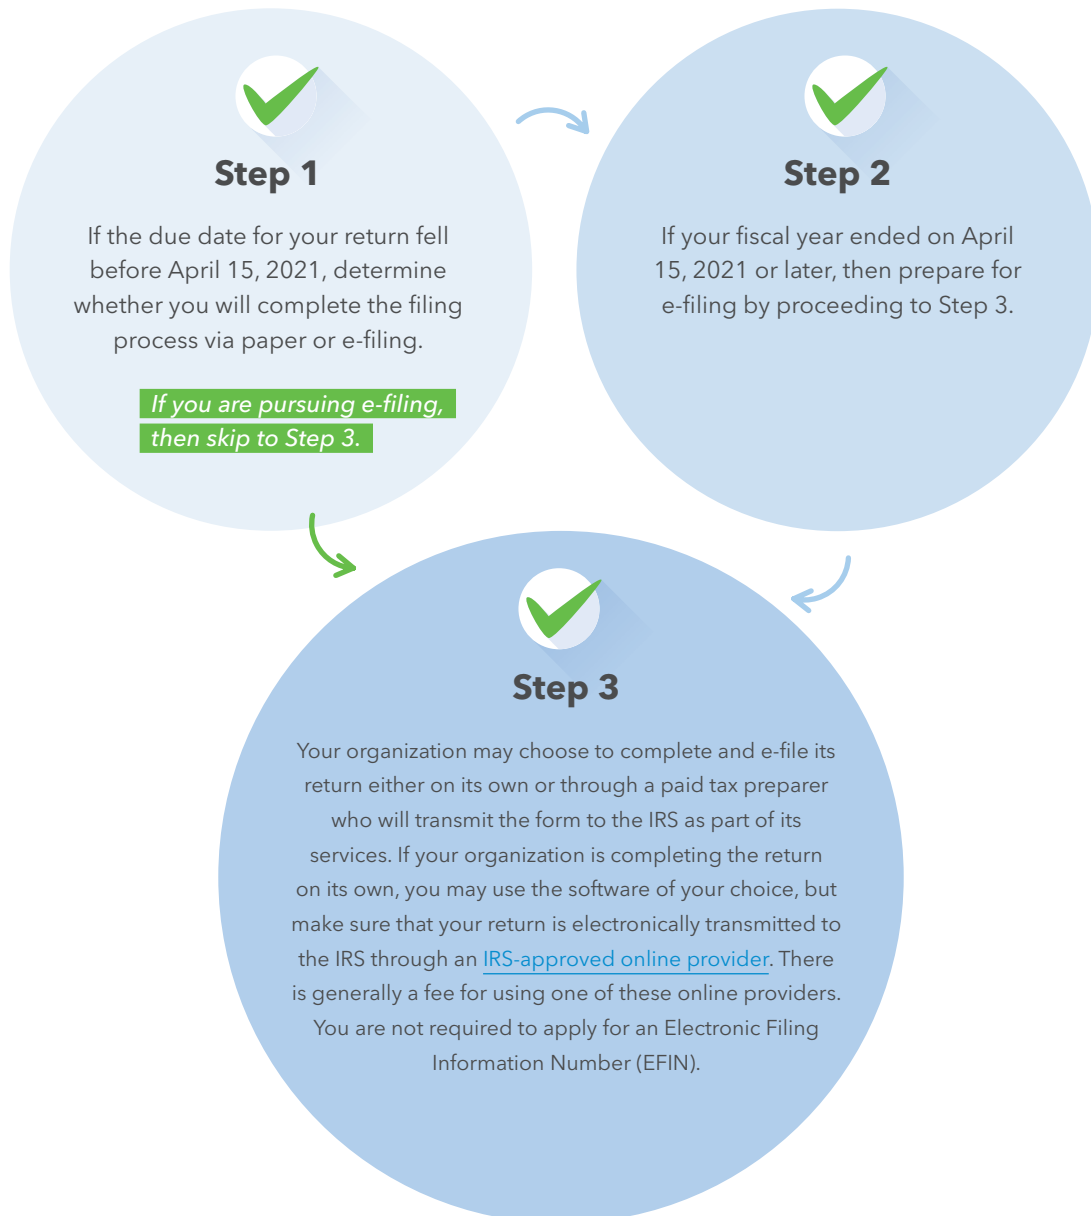 Step 1
If the due date for your return fell
before April 15, 2021, determine
whether you will complete the filing
process via paper or e-filing.
If you are pursuing e-filing,
then skip to Step 3.
Step 2
If your fiscal year ended on April
15, 2021 or later, then prepare for
e-filing by proceeding to Step 3.
Step 3
Your organization may choose to complete and e-file its
return either on its own or through a paid tax preparer
who will transmit the form to the IRS as part of its
services. If your organization is completing the return
on its own, you may use the software of your choice, but
make sure that your return is electronically transmitted to
the IRS through an IRS-approved online provider. There
is generally a fee for using one of these online providers.
You are not required to apply for an Electronic Filing
Information Number (EFIN).